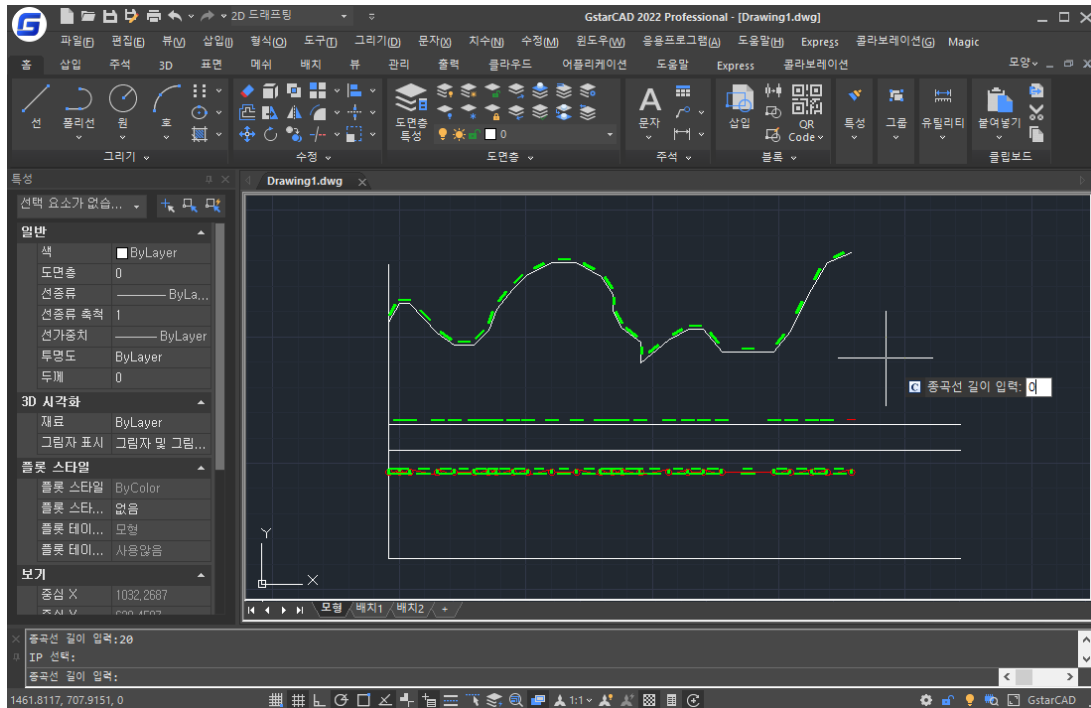 2D 드래프팅
GstarCAD 2022 Professional - [Drawing1.dwg]
파일(F) 편집(E) 뷰(V) 삽입(I) 형식(O) 도구(T) 그리기(D) 문자(X) 치수(N) 수정(M) 윈도우(W) 응용프로그램(A) 도움말(H) Express 콜라보레이션(G) Magic
홈 삽입 주석 3D 표면 메쉬 배치 뷰 관리 출력 클라우드 어플리케이션 도움말 Express 콜라보레이션 모양
선 폴리선 원 호 도면층 특성 0 문자 삽입 QR Code 특성 그룹 유틸리티 붙여넣기
그리기 수정 도면층 주석 블록 클립보드
특성
Drawing1.dwg
선택 요소가 없습...
일반
색 ByLayer
도면층 0
선종류 ByLa...
선종류 축척 1
선가중치 ByLayer
투명도 ByLayer
두께 0
3D 시각화
재료 ByLayer
그림자 표시 그림자 및 그림...
플롯 스타일
플롯 스타일 ByColor
플롯 스타... 없음
플롯 테이... 모형
플롯 테이... 사용않음
보기
중심 X 1032,2687
종곡선 길이 입력: 0
Y
X
모형 배치1 배치2 +
종곡선 길이 입력:20
IP 선택:
종곡선 길이 입력:
1461.8117, 707.9151, 0
1:1
GstarCAD